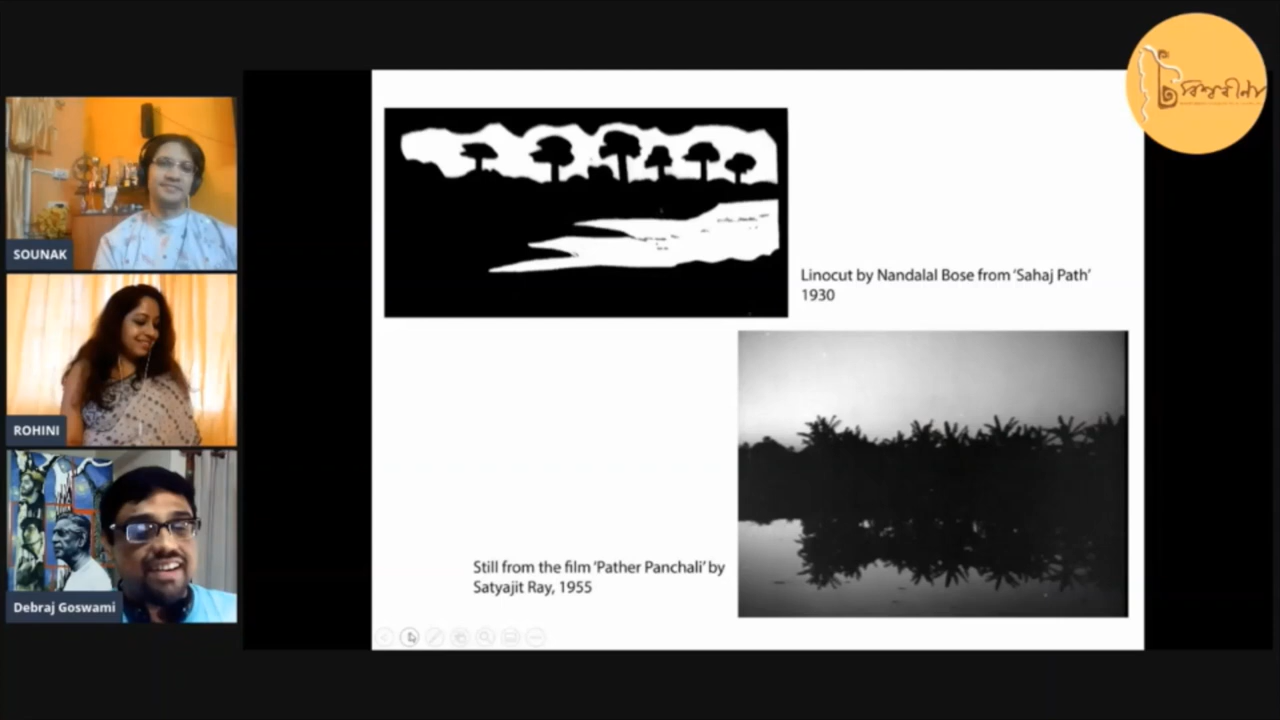 SOUNAK
ROHINI
Debraj Goswami
Linocut by Nandalal Bose from ‘Sahaj Path’
1930
Still from the film ‘Pather Panchali’ by
Satyajit Ray, 1955
বিশ্ববীণা